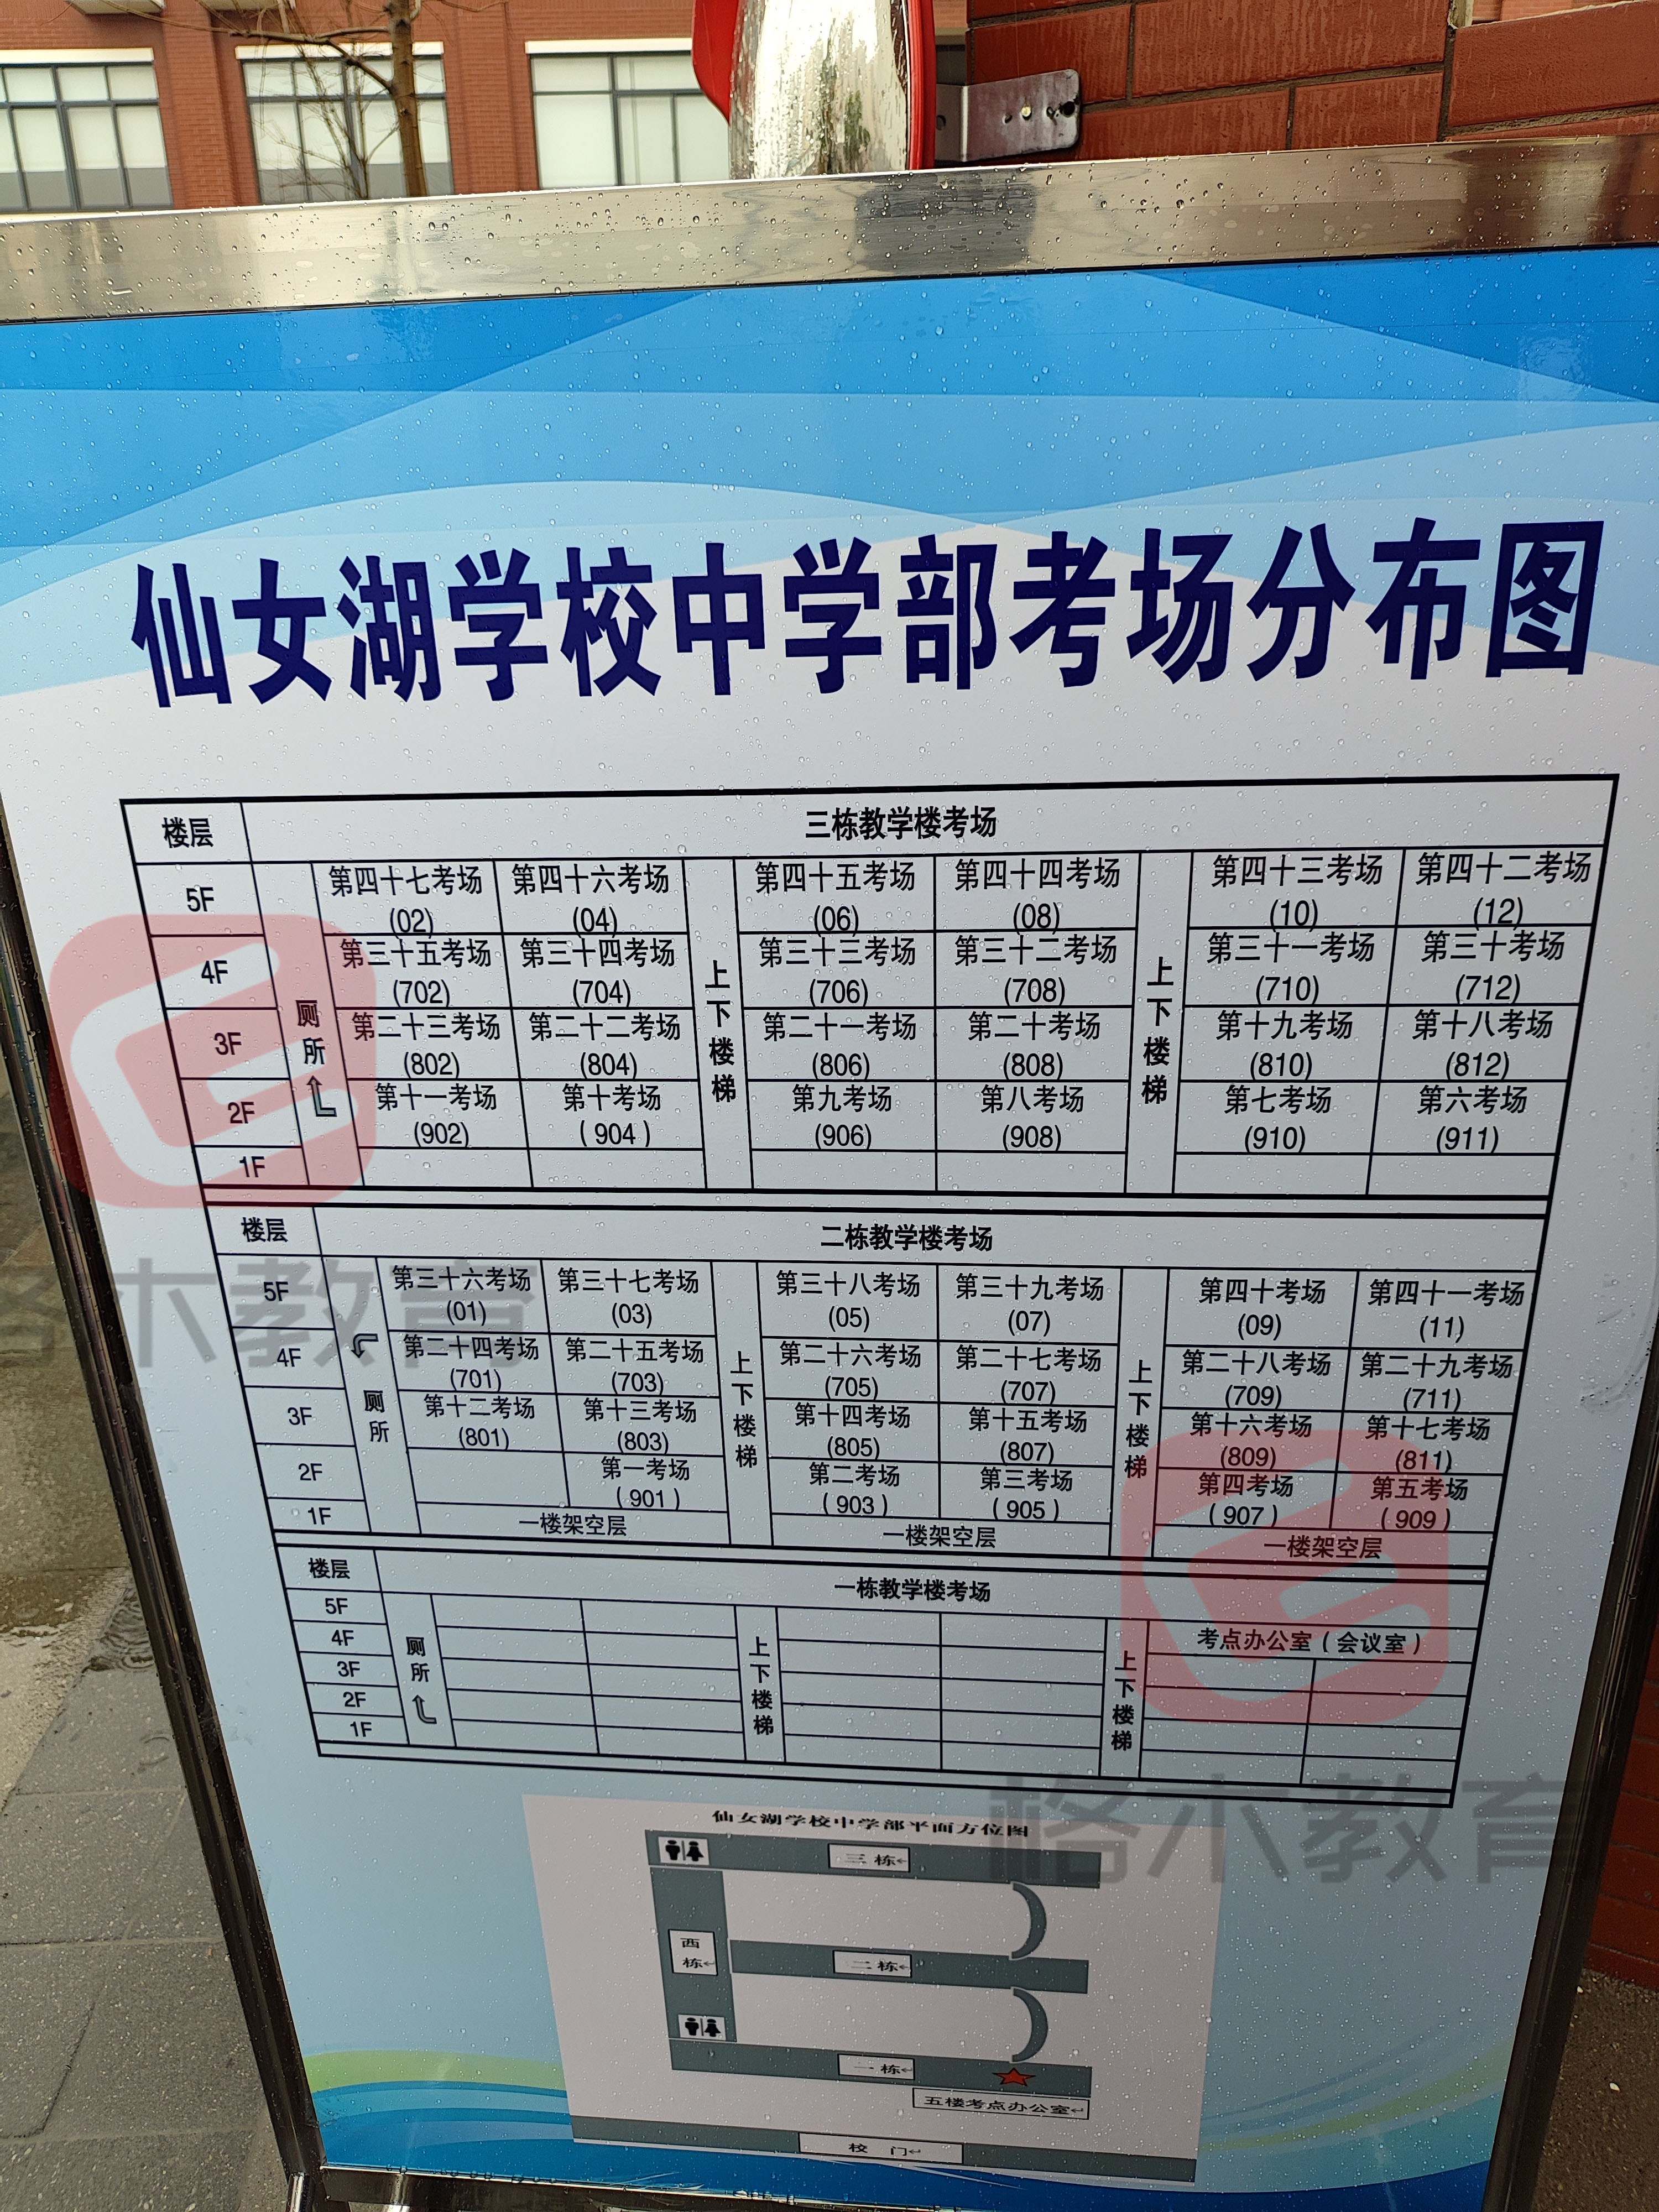 仙女湖学校中学部考场分布图
楼层 三栋教学楼考场
5F 第四十七考场 第四十六考场 第四十五考场 第四十四考场 第四十三考场 第四十二考场
(02) (04) (06) (08) (10) (12)
4F 第三十五考场 第三十四考场 第三十三考场 第三十二考场 第三十一考场 第三十考场
(702) (704) (706) (708) (710) (712)
厕所 上下楼梯 上下楼梯
3F 第二十三考场 第二十二考场 第二十一考场 第二十考场 第十九考场 第十八考场
(802) (804) (806) (808) (810) (812)
2F 第十一考场 第十考场 第九考场 第八考场 第七考场 第六考场
(902) (904) (906) (908) (910) (911)
1F
楼层 二栋教学楼考场
5F 第三十六考场 第三十七考场 第三十八考场 第三十九考场 第四十考场 第四十一考场
(01) (03) (05) (07) (09) (11)
4F 第二十四考场 第二十五考场 第二十六考场 第二十七考场 第二十八考场 第二十九考场
(701) (703) (705) (707) (709) (711)
厕所 上下楼梯 上下楼梯
3F 第十二考场 第十三考场 第十四考场 第十五考场 第十六考场 第十七考场
(801) (803) (805) (807) (809) (811)
2F 第一考场 第二考场 第三考场 第四考场 第五考场
(901) (903) (905) (907) (909)
1F 一楼架空层 一楼架空层 一楼架空层
楼层 一栋教学楼考场
5F 考点办公室(会议室)
4F
厕所 上下楼梯 上下楼梯
3F
2F
1F
仙女湖学校中学部平面方位图
三栋
西栋
二栋
一栋
五楼考点办公室
校 门
格木教育
格木教育